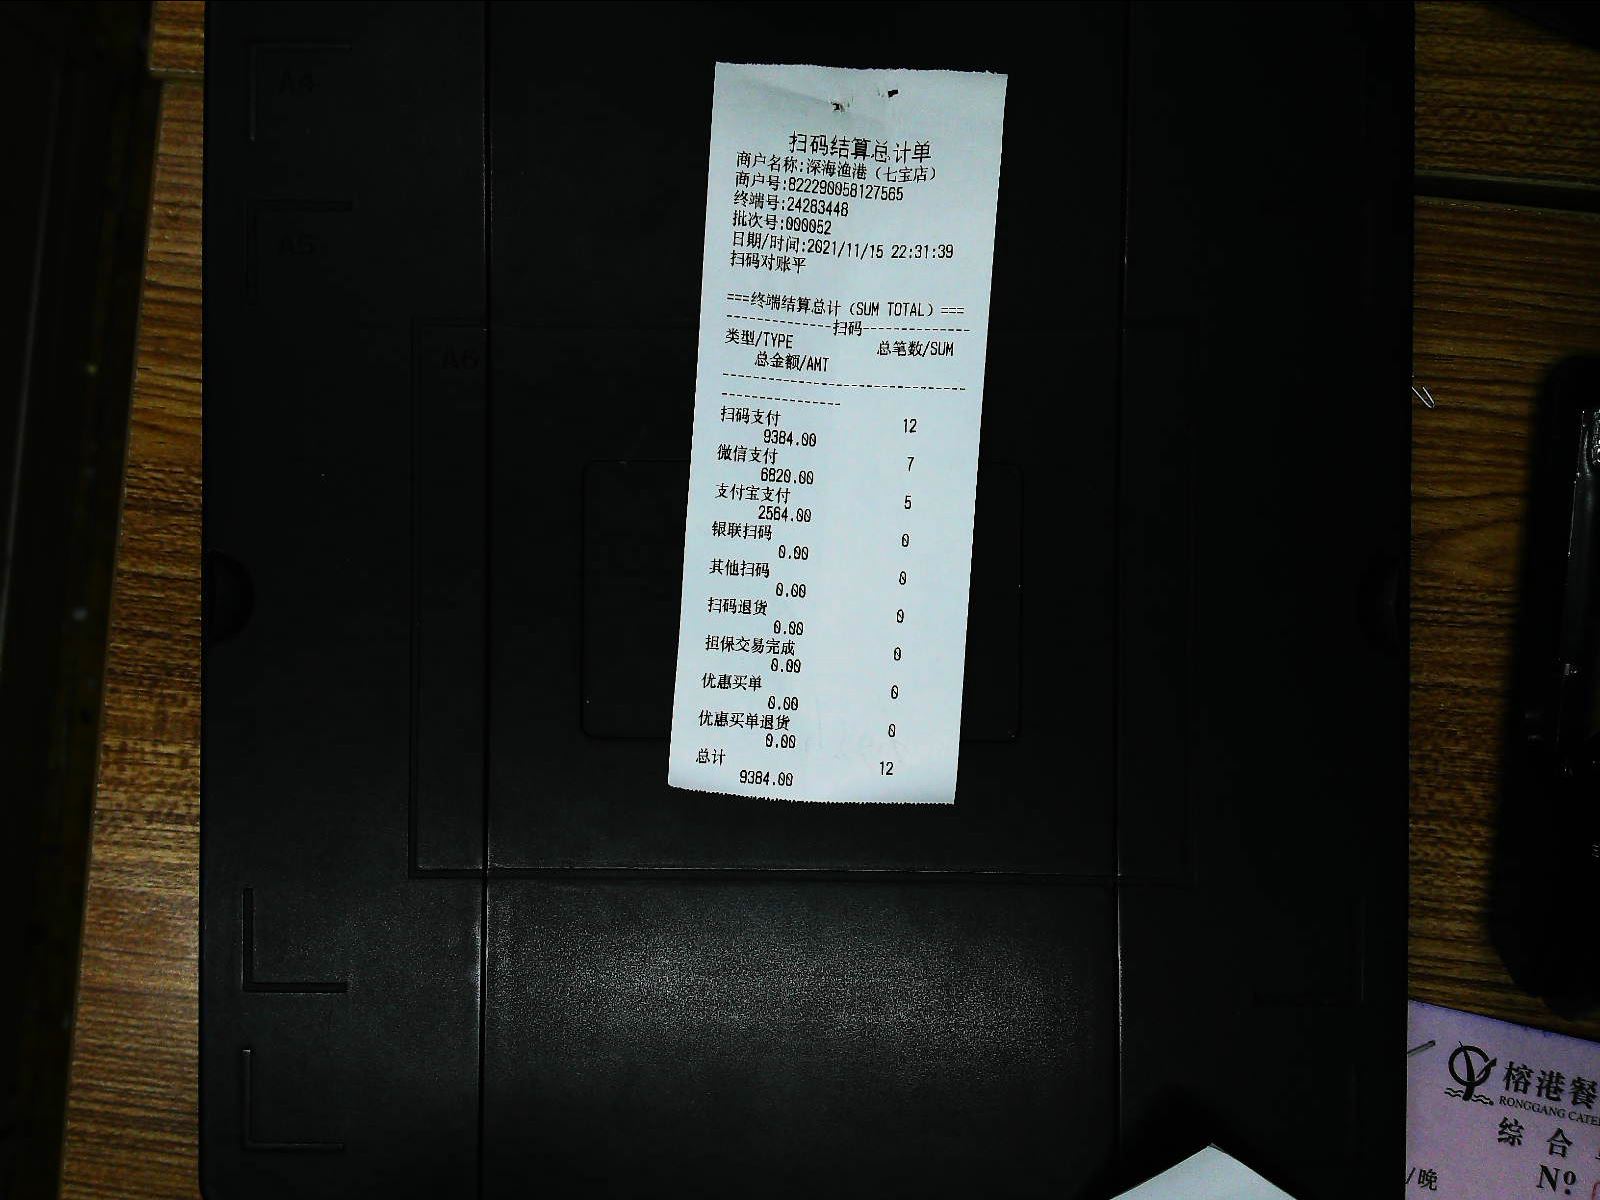 A4
A5
A6
扫码结算总计单
商户名称:深海渔港（七宝店）
商户号:822290058127565
终端号:24283448
批次号:000052
日期/时间:2021/11/15 22:31:39
扫码对账平
===终端结算总计（SUM TOTAL）===
--------------扫码--------------
类型/TYPE 总笔数/SUM
总金额/AMT
--------------------------------
----------------
扫码支付 12
9384.00
微信支付 7
6820.00
支付宝支付 5
2564.00
银联扫码 0
0.00
其他扫码 0
0.00
扫码退货 0
0.00
担保交易完成 0
0.00
优惠买单 0
0.00
优惠买单退货 0
0.00
总计 12
9384.00
榕港餐
RONGGANG CATE
综 合
/晚 Nº